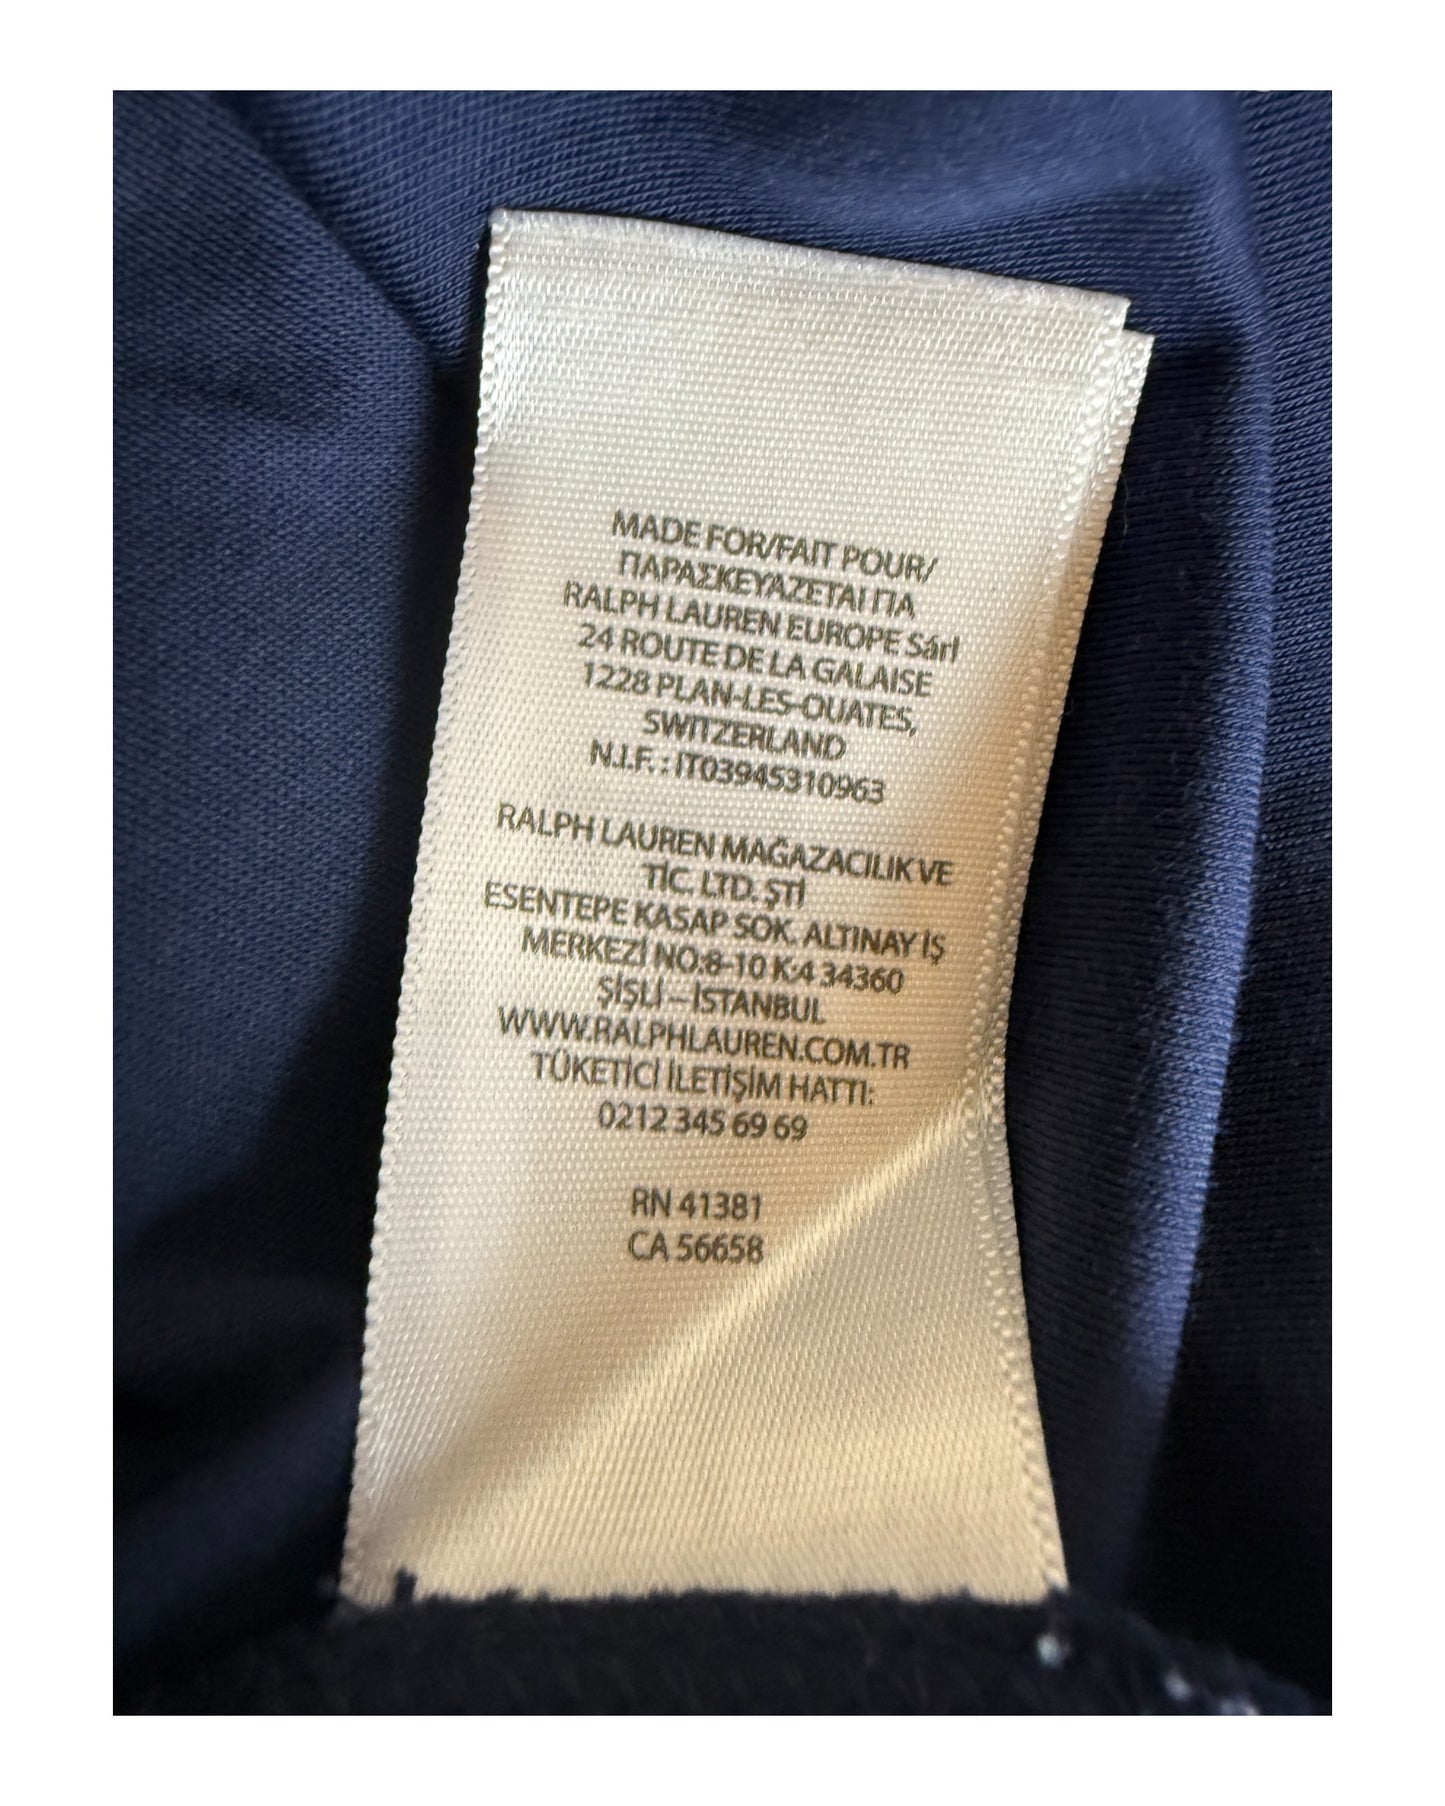 MADE FOR/FAIT POUR/
ΠΑΡΑΣΚΕΥΑΖΕΤΑΙ ΓΙΑ
RALPH LAUREN EUROPE Sárl
24 ROUTE DE LA GALAISE
1228 PLAN-LES-OUATES,
SWITZERLAND
N.I.F. : IT03945310963
RALPH LAUREN MAĞAZACILIK VE
TİC. LTD. ŞTİ
ESENTEPE KASAP SOK. ALTINAY İŞ
MERKEZİ NO:8-10 K:4 34360
ŞİŞLİ – İSTANBUL
WWW.RALPHLAUREN.COM.TR
TÜKETİCİ İLETİŞİM HATTI:
0212 345 69 69
RN 41381
CA 56658